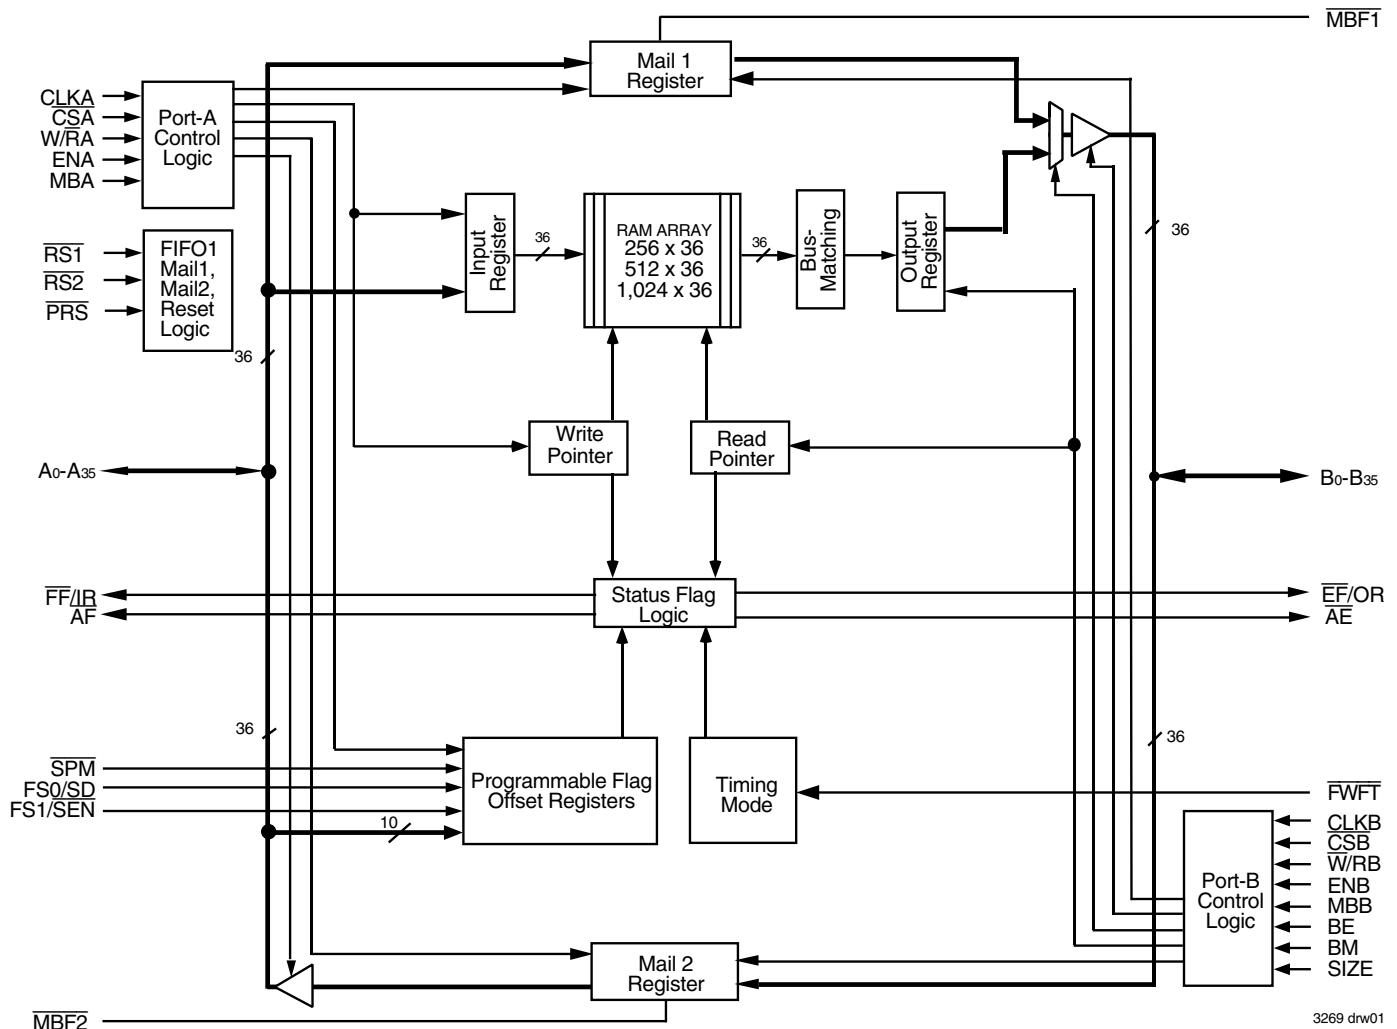 MBF1
Mail 1
Register
CLKA
CSA
W/RA
ENA
MBA
Port-A
Control
Logic
RS1
RS2
PRS
FIFO1
Mail1,
Mail2,
Reset
Logic
36
Input
Register
36
RAM ARRAY
256 x 36
512 x 36
1,024 x 36
36
Bus-
Matching
Output
Register
36
Write
Pointer
Read
Pointer
A0-A35
B0-B35
FF/IR
AF
Status Flag
Logic
EF/OR
AE
36
36
SPM
FS0/SD
FS1/SEN
10
Programmable Flag
Offset Registers
Timing
Mode
FWFT
CLKB
CSB
W/RB
ENB
MBB
BE
BM
SIZE
Port-B
Control
Logic
Mail 2
Register
MBF2
3269 drw01